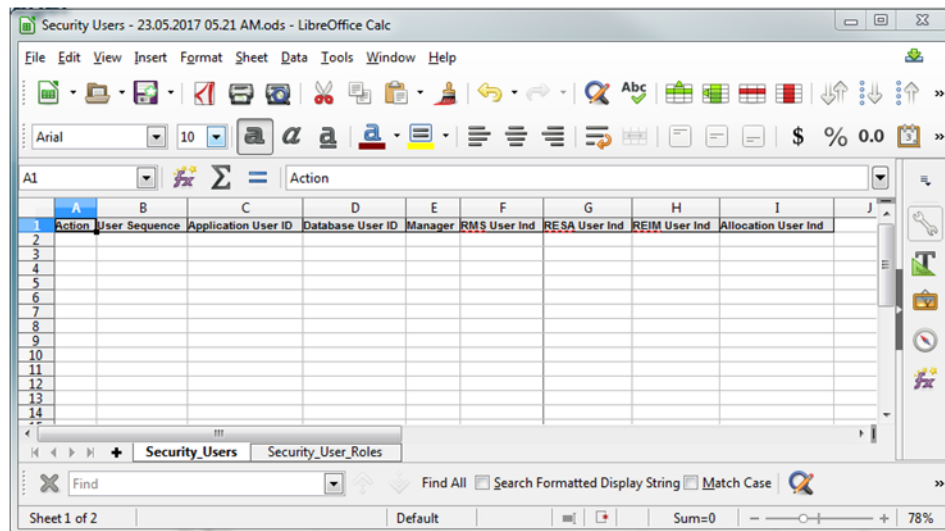 Security Users - 23.05.2017 05.21 AM.ods - LibreOffice Calc
File Edit View Insert Format Sheet Data Tools Window Help
Abc
Arial 10 a a a a $ % 0.0
A1 Action
A B C D E F G H I J
1 Action User Sequence Application User ID Database User ID Manager RMS User Ind RESA User Ind REIM User Ind Allocation User Ind
2
3
4
5
6
7
8
9
10
11
12
13
14
Security_Users Security_User_Roles
Find Find All Search Formatted Display String Match Case
Sheet 1 of 2 Default Sum=0 78%